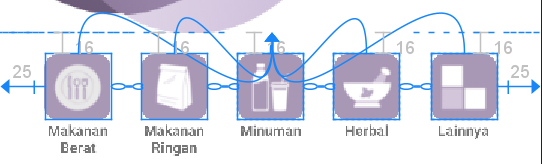 16 16 16 16 16
25 25
Makanan Makanan Minuman Herbal Lainnya
Berat Ringan